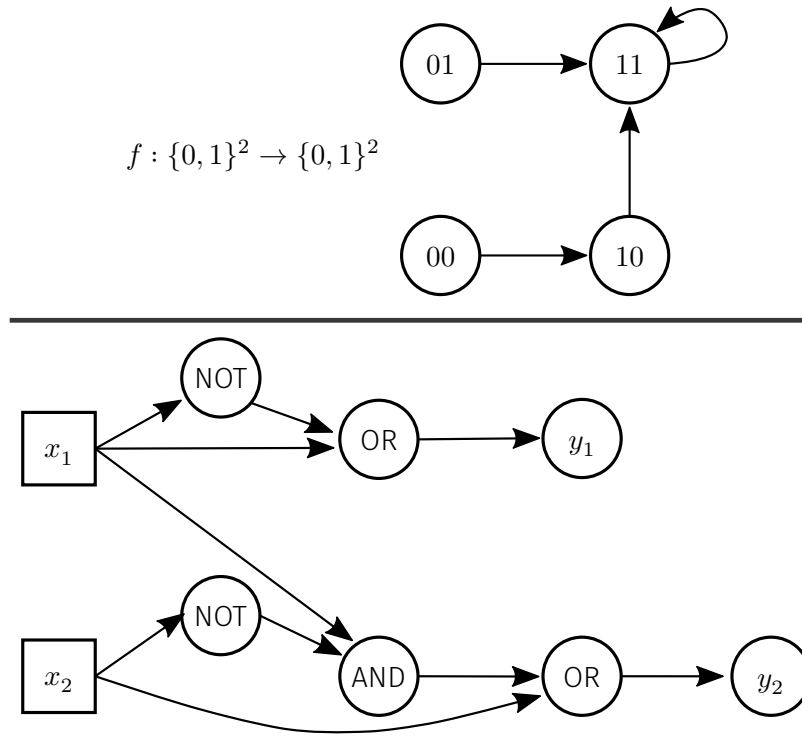 01 11
f : {0, 1}² → {0, 1}²
00 10
NOT
x₁ OR y₁
NOT
x₂ AND OR y₂